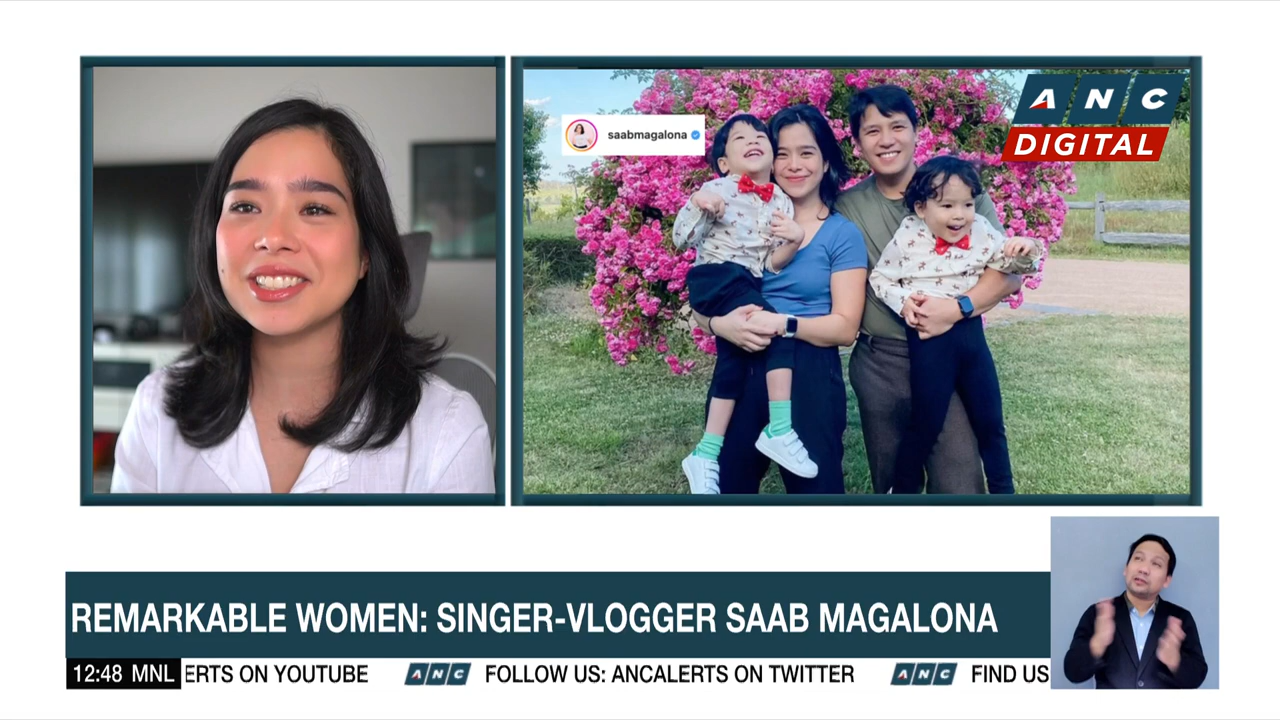 saabmagalona
ANC
DIGITAL
REMARKABLE WOMEN: SINGER-VLOGGER SAAB MAGALONA
12:48 MNL ERTS ON YOUTUBE ANC FOLLOW US: ANCALERTS ON TWITTER ANC FIND US